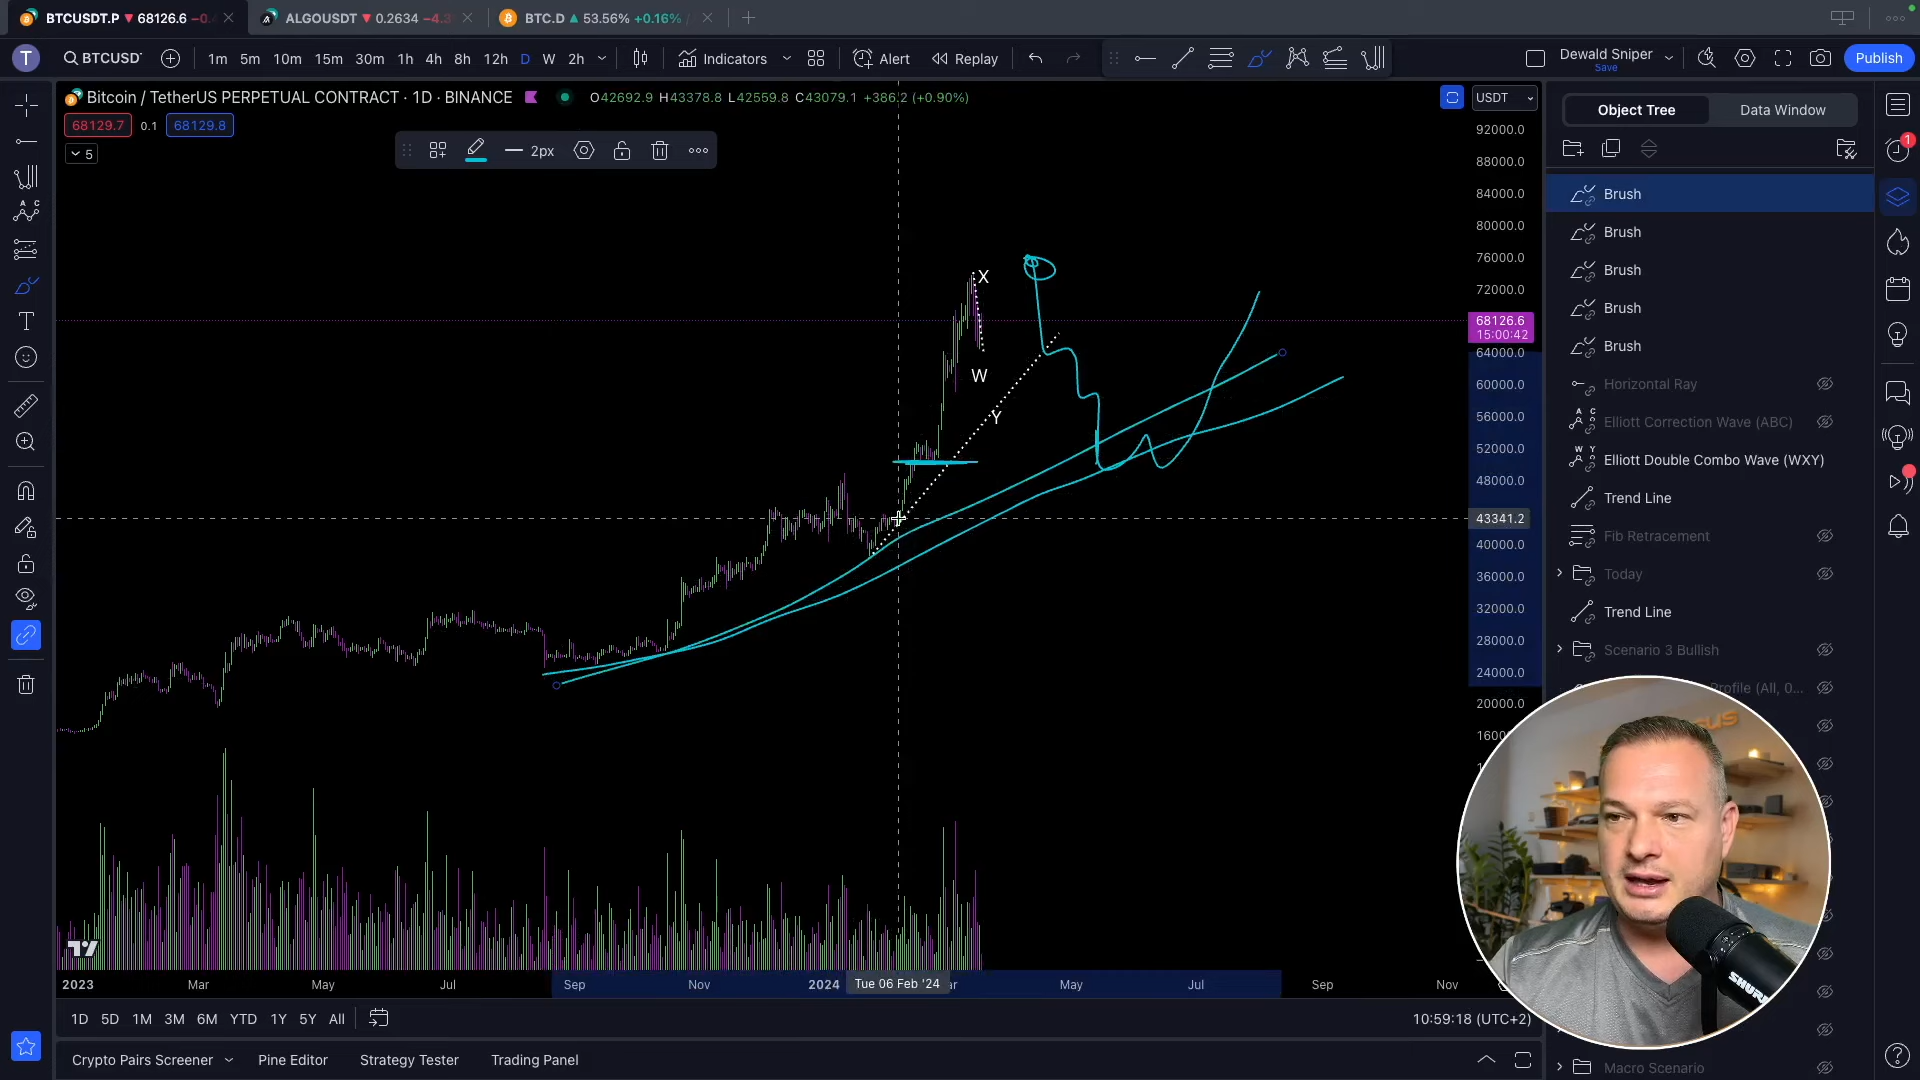 BTCUSDT.P ▼ 68126.6 −0.
ALGOUSDT ▼ 0.2634 −4.3
BTC.D ▲ 53.56% +0.16%
T
BTCUSD
1m 5m 10m 15m 30m 1h 4h 8h 12h D W 2h
Indicators
Alert
Replay
Dewald Sniper
Save
Publish
Bitcoin / TetherUS PERPETUAL CONTRACT · 1D · BINANCE
O42692.9 H43378.8 L42559.8 C43079.1 +386.2 (+0.90%)
USDT
68129.7 0.1 68129.8
5
2px
Object Tree
Data Window
1
Brush
Brush
Brush
Brush
Brush
Horizontal Ray
Elliott Correction Wave (ABC)
Elliott Double Combo Wave (WXY)
Trend Line
Fib Retracement
Today
Trend Line
Scenario 3 Bullish
Profile (All, 0...
Macro Scenario
92000.0
88000.0
84000.0
80000.0
76000.0
72000.0
68126.6
15:00:42
64000.0
60000.0
56000.0
52000.0
48000.0
43341.2
40000.0
36000.0
32000.0
28000.0
24000.0
20000.0
X
W
Y
2023 Mar May Jul Sep Nov 2024 Tue 06 Feb '24 May Jul Sep Nov
1D 5D 1M 3M 6M YTD 1Y 5Y All
10:59:18 (UTC+2)
Crypto Pairs Screener
Pine Editor
Strategy Tester
Trading Panel